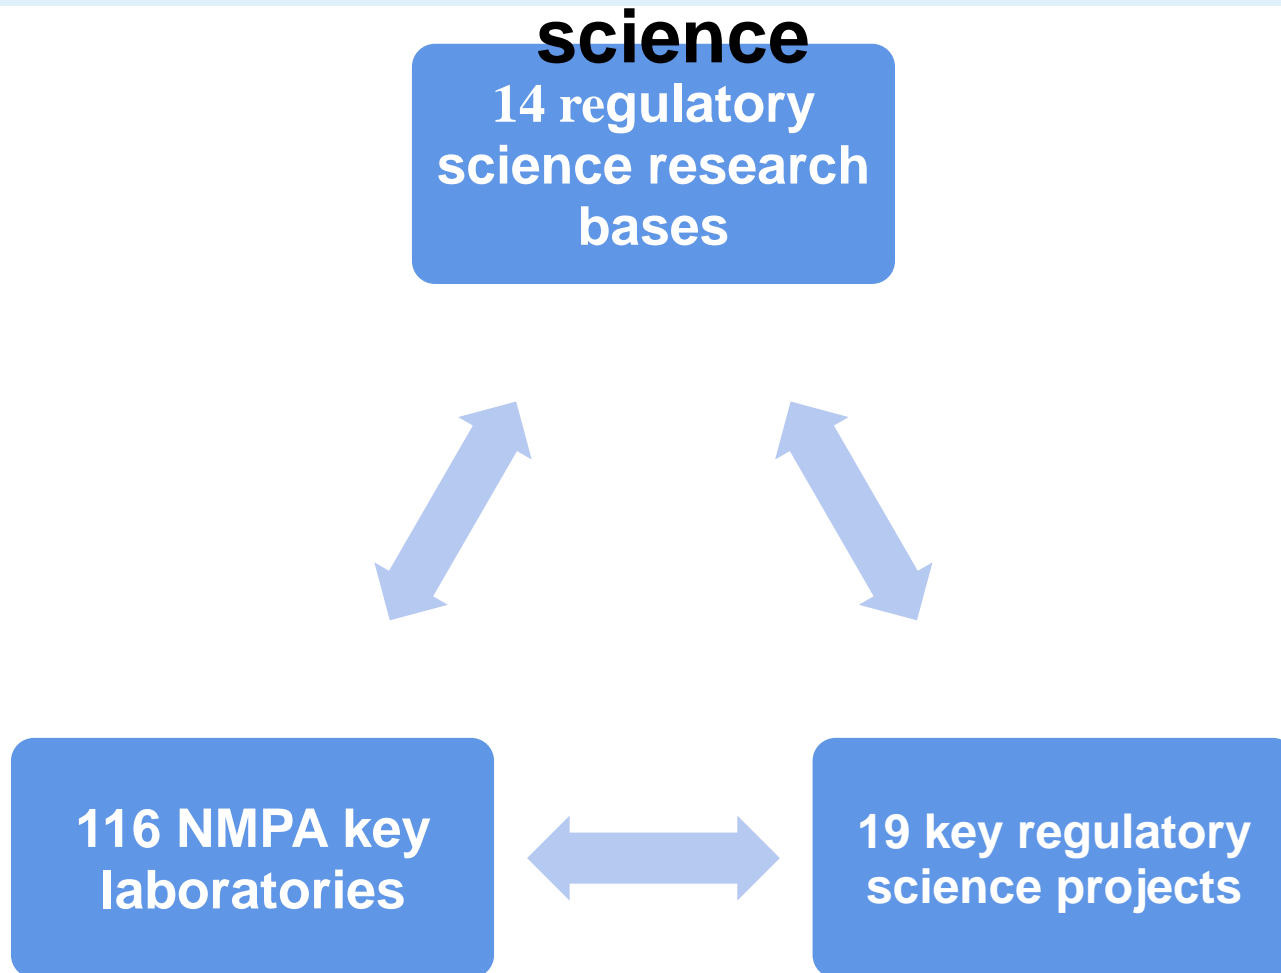 science
14 regulatory
science research
bases
116 NMPA key
laboratories
19 key regulatory
science projects